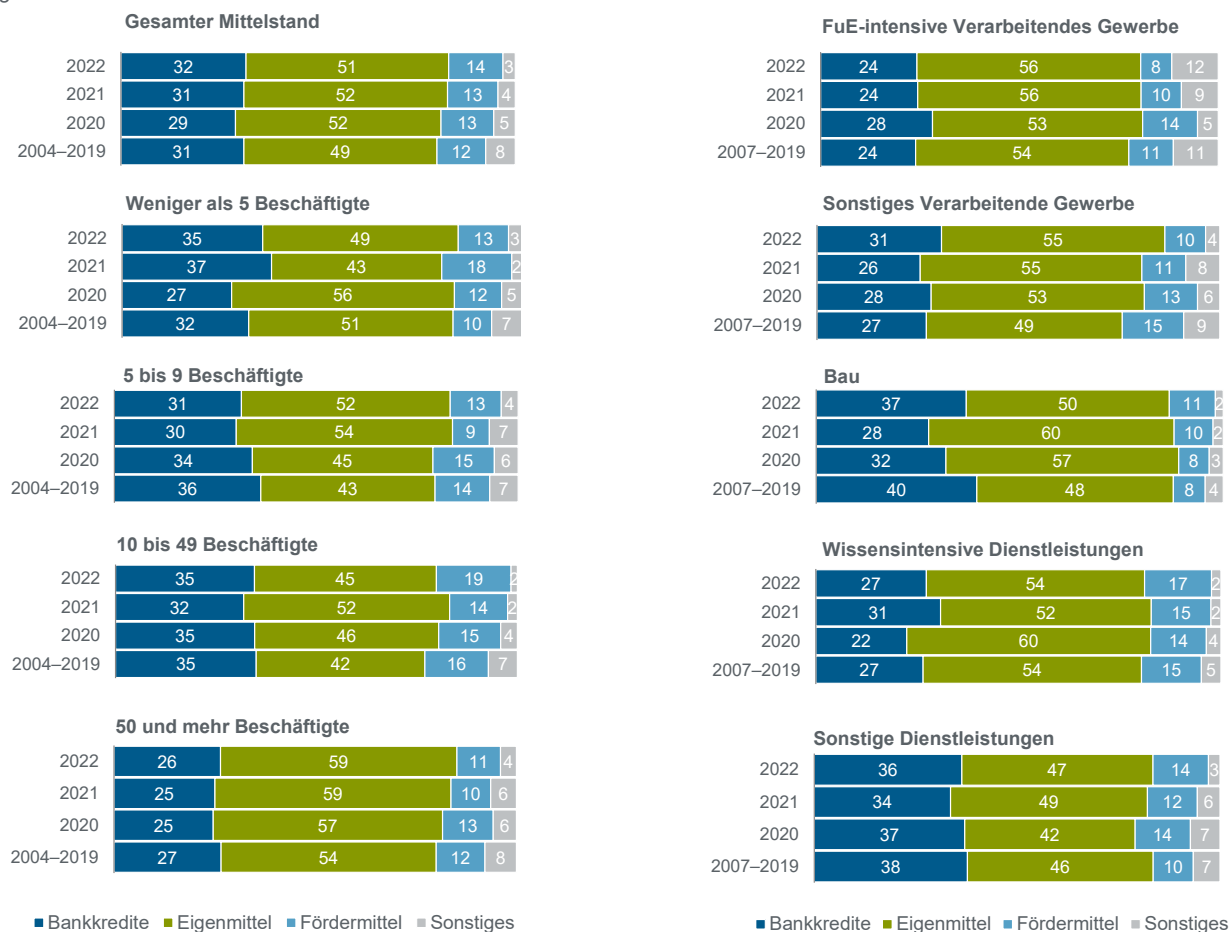 Gesamter Mittelstand
2022 32 51 14 3
2021 31 52 13 4
2020 29 52 13 5
2004–2019 31 49 12 8
Weniger als 5 Beschäftigte
2022 35 49 13 3
2021 37 43 18 2
2020 27 56 12 5
2004–2019 32 51 10 7
5 bis 9 Beschäftigte
2022 31 52 13 4
2021 30 54 9 7
2020 34 45 15 6
2004–2019 36 43 14 7
10 bis 49 Beschäftigte
2022 35 45 19 2
2021 32 52 14 2
2020 35 46 15 4
2004–2019 35 42 16 7
50 und mehr Beschäftigte
2022 26 59 11 4
2021 25 59 10 6
2020 25 57 13 6
2004–2019 27 54 12 8
Bankkredite Eigenmittel Fördermittel Sonstiges
FuE-intensive Verarbeitendes Gewerbe
2022 24 56 8 12
2021 24 56 10 9
2020 28 53 14 5
2007–2019 24 54 11 11
Sonstiges Verarbeitende Gewerbe
2022 31 55 10 4
2021 26 55 11 8
2020 28 53 13 6
2007–2019 27 49 15 9
Bau
2022 37 50 11 2
2021 28 60 10 2
2020 32 57 8 3
2007–2019 40 48 8 4
Wissensintensive Dienstleistungen
2022 27 54 17 2
2021 31 52 15 2
2020 22 60 14 4
2007–2019 27 54 15 5
Sonstige Dienstleistungen
2022 36 47 14 3
2021 34 49 12 6
2020 37 42 14 7
2007–2019 38 46 10 7
Bankkredite Eigenmittel Fördermittel Sonstiges